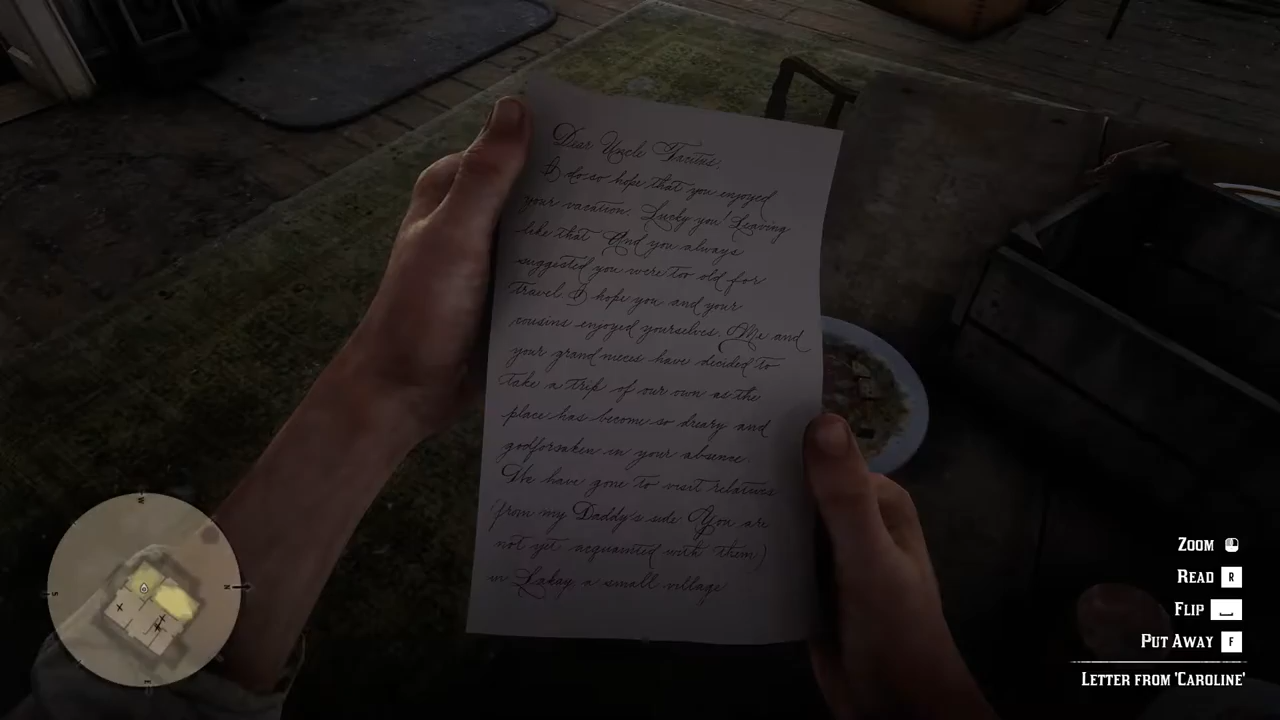 Dear Uncle Tacitus,
I do so hope that you enjoyed
your vacation. Lucky you! Leaving
like that. And you always
suggested you were too old for
travel. I hope you and your
cousins enjoyed yourselves. Me and
your grand nieces have decided to
take a trip of our own as the
place has become so dreary and
godforsaken in your absence.
We have gone to visit relatives
(from my Daddy's side. You are
not yet acquainted with them)
in Lakay, a small village
ZOOM
READ R
FLIP
PUT AWAY F
LETTER FROM 'CAROLINE'